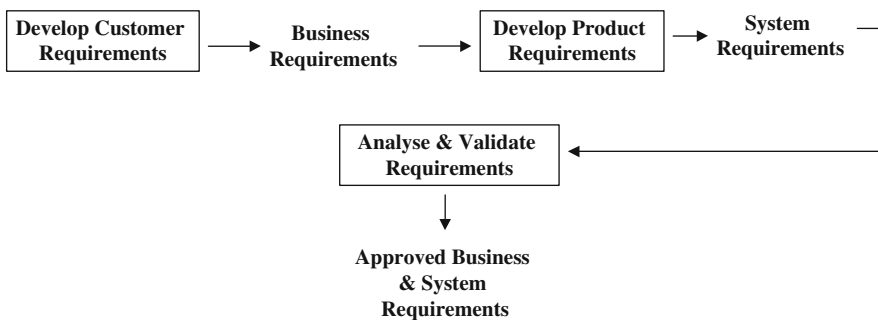 Develop Customer
Requirements
Business
Requirements
Develop Product
Requirements
System
Requirements
Analyse & Validate
Requirements
Approved Business
& System
Requirements